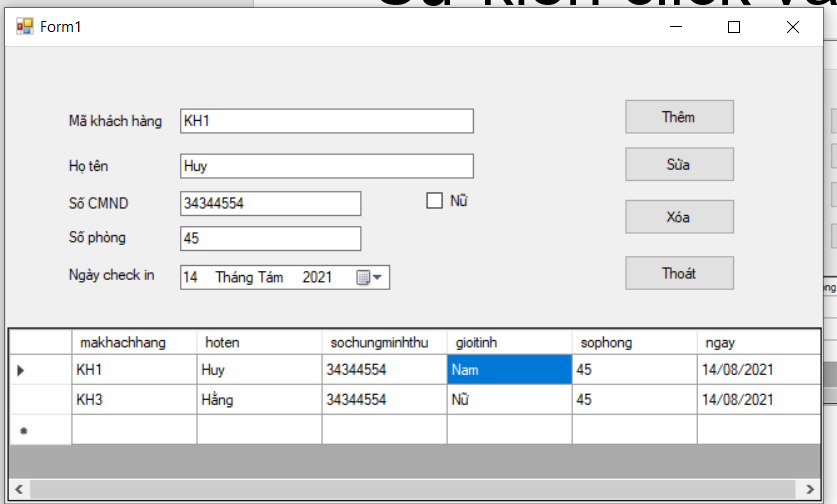 Form1
Mã khách hàng KH1 Thêm
Họ tên Huy Sửa
Số CMND 34344554 Nữ
Xóa
Số phòng 45
Ngày check in 14 Tháng Tám 2021 Thoát
makhachhang hoten sochungminhthu gioitinh sophong ngay
KH1 Huy 34344554 Nam 45 14/08/2021
KH3 Hằng 34344554 Nữ 45 14/08/2021